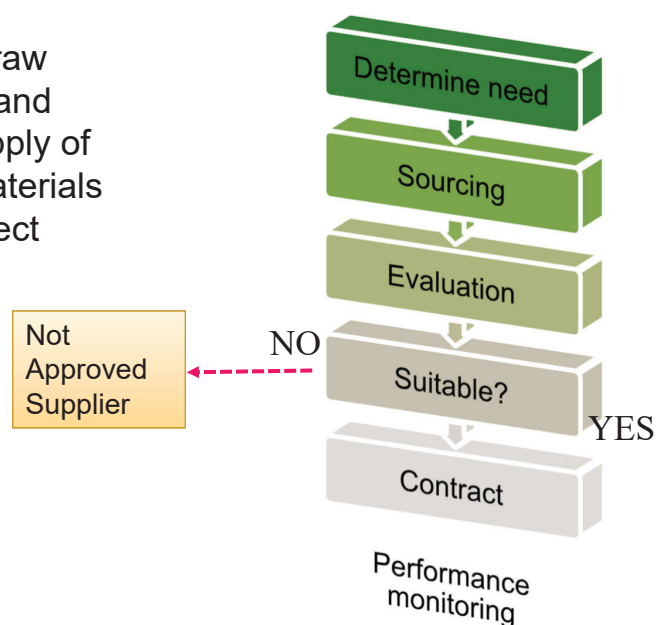 raw
and
pply of
aterials
ect
Determine need
Sourcing
Evaluation
NO
Suitable?
YES
Not
Approved
Supplier
Contract
Performance
monitoring